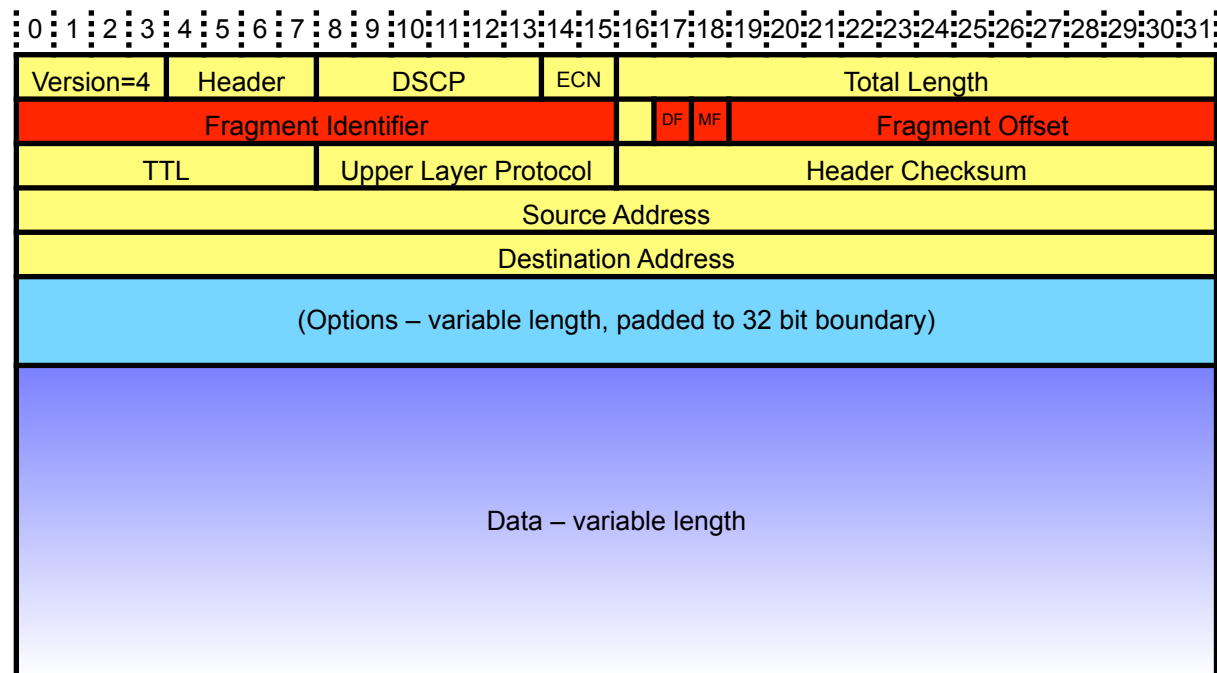 0 1 2 3 4 5 6 7 8 9 10 11 12 13 14 15 16 17 18 19 20 21 22 23 24 25 26 27 28 29 30 31
Version=4 Header DSCP ECN Total Length
Fragment Identifier DF MF Fragment Offset
TTL Upper Layer Protocol Header Checksum
Source Address
Destination Address
(Options – variable length, padded to 32 bit boundary)
Data – variable length